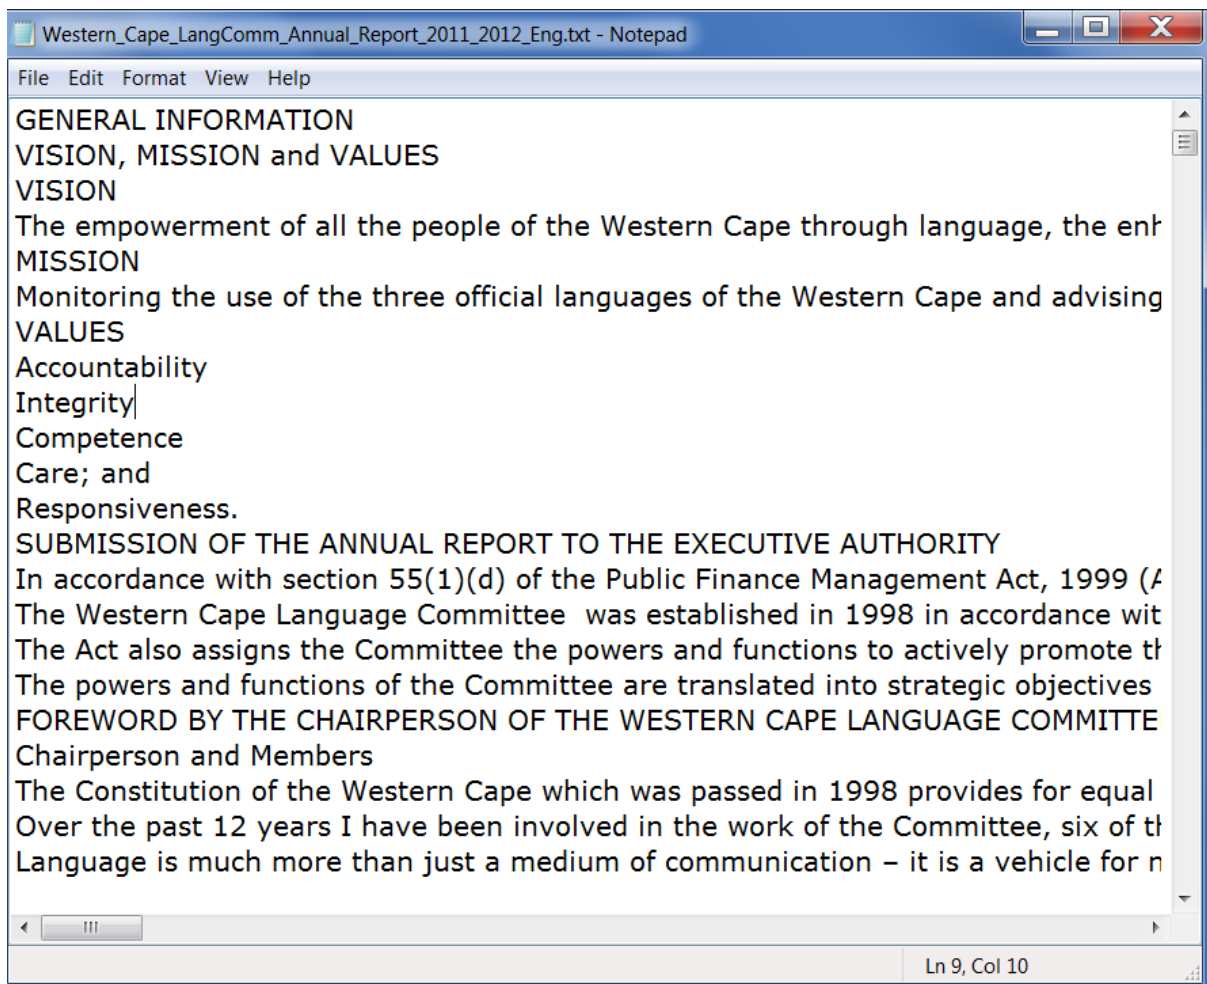 Western_Cape_LangComm_Annual_Report_2011_2012_Eng.txt - Notepad
File Edit Format View Help
GENERAL INFORMATION
VISION, MISSION and VALUES
VISION
The empowerment of all the people of the Western Cape through language, the
MISSION
Monitoring the use of the three official languages of the Western Cape and advising
VALUES
Accountability
Integrity
Competence
Care; and
Responsiveness.
SUBMISSION OF THE ANNUAL REPORT TO THE EXECUTIVE AUTHORITY
In accordance with section 55(1)(d) of the Public Finance Management Act, 1999
The Western Cape Language Committee  was established in 1998 in accordance wit
The Act also assigns the Committee the powers and functions to actively promote
The powers and functions of the Committee are translated into strategic objectives
FOREWORD BY THE CHAIRPERSON OF THE WESTERN CAPE LANGUAGE COMMITTE
Chairperson and Members
The Constitution of the Western Cape which was passed in 1998 provides for equal
Over the past 12 years I have been involved in the work of the Committee, six of
Language is much more than just a medium of communication – it is a vehicle for
Ln 9, Col 10